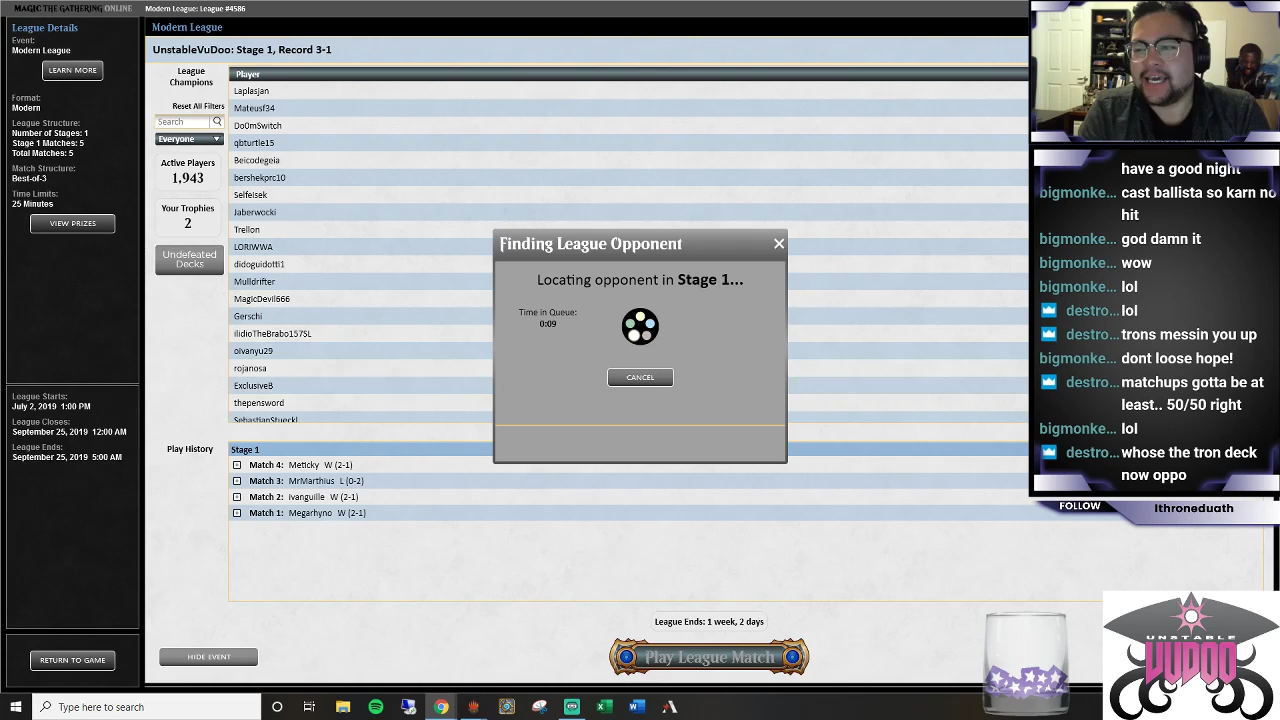 MAGIC THE GATHERING ONLINE
Modern League: League #4586
League Details
Event:
Modern League
LEARN MORE
Format:
Modern
League Structure:
Number of Stages: 1
Stage 1 Matches: 5
Total Matches: 5
Match Structure:
Best-of-3
Time Limits:
25 Minutes
VIEW PRIZES
League Starts:
July 2, 2019 1:00 PM
League Closes:
September 25, 2019 12:00 AM
League Ends:
September 25, 2019 5:00 AM
RETURN TO GAME
Modern League
UnstableVuDoo: Stage 1, Record 3-1
League
Champions
Reset All Filters
Search
Everyone
Active Players
1,943
Your Trophies
2
Undefeated
Decks
Player
Laplasjan
Mateusf34
Do0mSwitch
qbturtle15
Beicodegeia
bershekprc10
Selfeisek
Jaberwocki
Trellon
LORIWWA
didoguidotti1
Mulldrifter
MagicDevil666
Gerschi
ilidioTheBrabo157SL
oivanyu29
rojanosa
ExclusiveB
thepensword
SebastianStueckl
Finding League Opponent
Locating opponent in Stage 1...
Time in Queue:
0:09
CANCEL
Play History
Stage 1
Match 4: Meticky W (2-1)
Match 3: MrMarthius L (0-2)
Match 2: Ivanguille W (2-1)
Match 1: Megarhyno W (2-1)
League Ends: 1 week, 2 days
HIDE EVENT
Play League Match
have a good night
bigmonke... cast ballista so karn no
hit
bigmonke... god damn it
bigmonke... wow
bigmonke... lol
destro... lol
destro... trons messin you up
bigmonke... dont loose hope!
destro... matchups gotta be at
least.. 50/50 right
bigmonke... lol
destro... whose the tron deck
now oppo
FOLLOW
lthroneduath
UNSTABLE
VUDOO
Type here to search